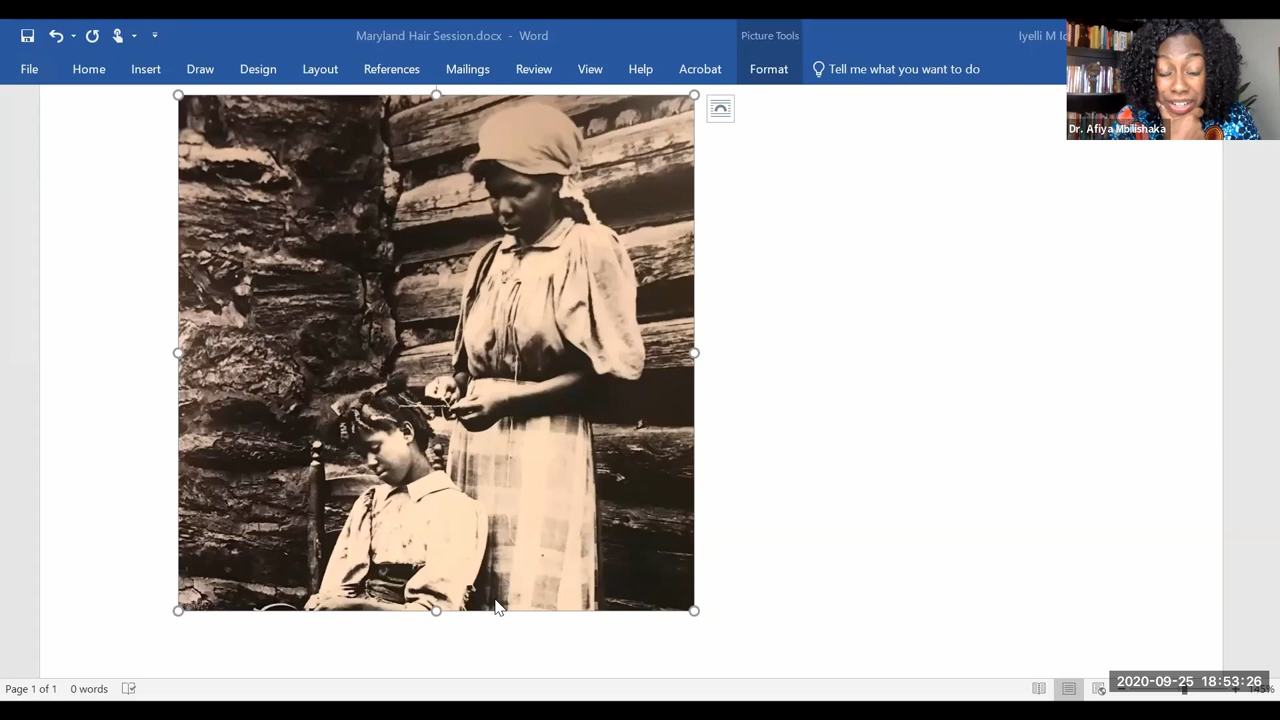 Maryland Hair Session.docx - Word
Picture Tools
Iyelli M
File Home Insert Draw Design Layout References Mailings Review View Help Acrobat Format Tell me what you want to do
Dr. Afiya Mbilishaka
Page 1 of 1 0 words
2020-09-25 18:53:26
145%